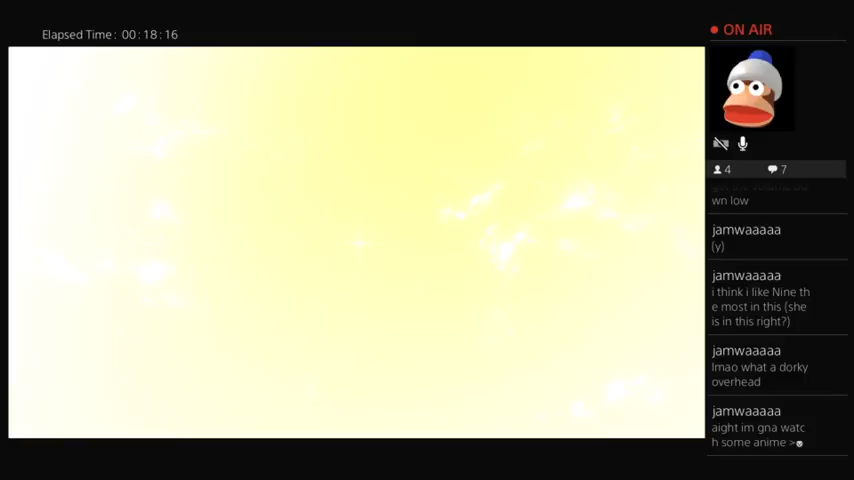 Elapsed Time: 00:18:16
ON AIR
4
7
wn low
jamwaaaaa
(y)
jamwaaaaa
i think i like Nine th
e most in this (she
is in this right?)
jamwaaaaa
lmao what a dorky
overhead
jamwaaaaa
aight im gna watc
h some anime >